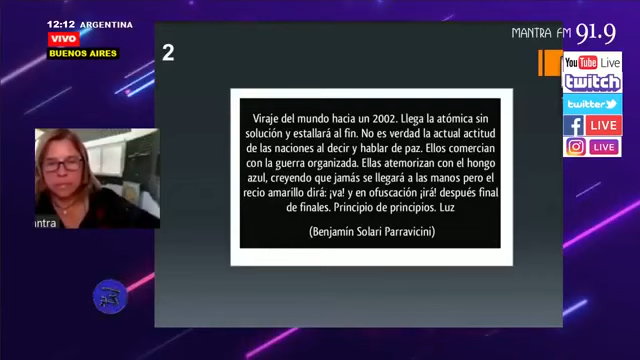 12:12 ARGENTINA
VIVO
BUENOS AIRES
MANTRA FM 91.9
2
YouTube Live
twitch
twitter
LIVE
LIVE
Viraje del mundo hacia un 2002. Llega la atómica sin
solución y estallará al fin. No es verdad la actual actitud
de las naciones al decir y hablar de paz. Ellos comercian
con la guerra organizada. Ellas atemorizan con el hongo
azul, creyendo que jamás se llegará a las manos pero el
recio amarillo dirá: ¡va! y en ofuscación ¡irá! después final
de finales. Principio de principios. Luz
(Benjamín Solari Parravicini)
antra